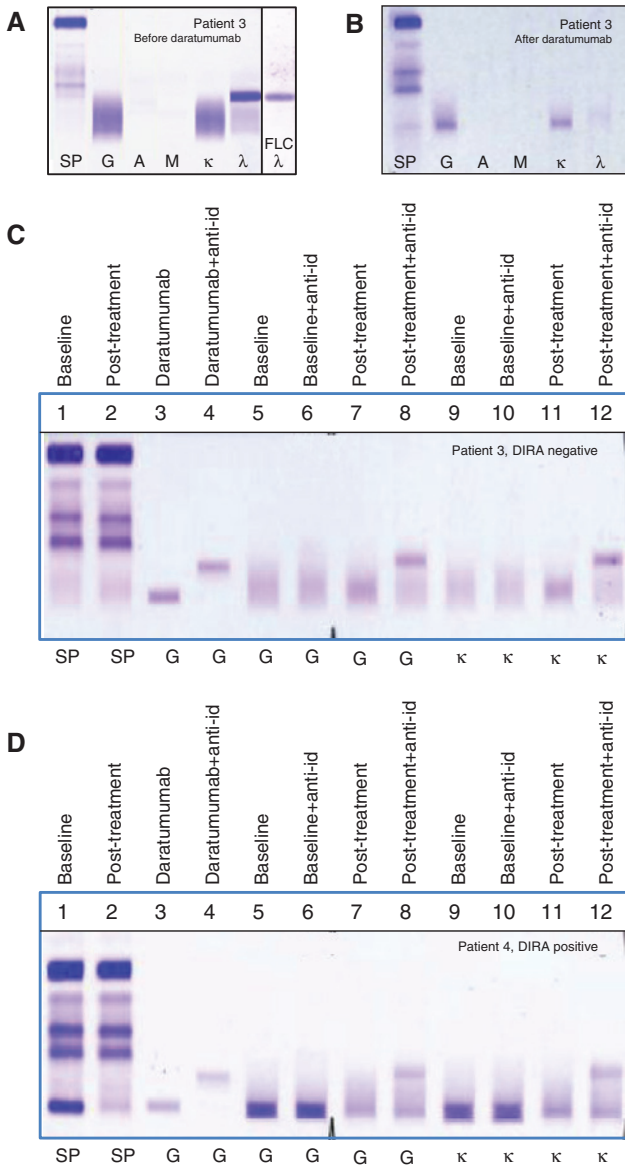 A
Patient 3
Before daratumumab
FLC
SP G A M κ λ λ
B
Patient 3
After daratumumab
SP G A M κ λ
C
Baseline
Post-treatment
Daratumumab
Daratumumab+anti-id
Baseline
Baseline+anti-id
Post-treatment
Post-treatment+anti-id
Baseline
Baseline+anti-id
Post-treatment
Post-treatment+anti-id
1 2 3 4 5 6 7 8 9 10 11 12
Patient 3, DIRA negative
SP SP G G G G G G κ κ κ κ
D
Baseline
Post-treatment
Daratumumab
Daratumumab+anti-id
Baseline
Baseline+anti-id
Post-treatment
Post-treatment+anti-id
Baseline
Baseline+anti-id
Post-treatment
Post-treatment+anti-id
1 2 3 4 5 6 7 8 9 10 11 12
Patient 4, DIRA positive
SP SP G G G G G G κ κ κ κ